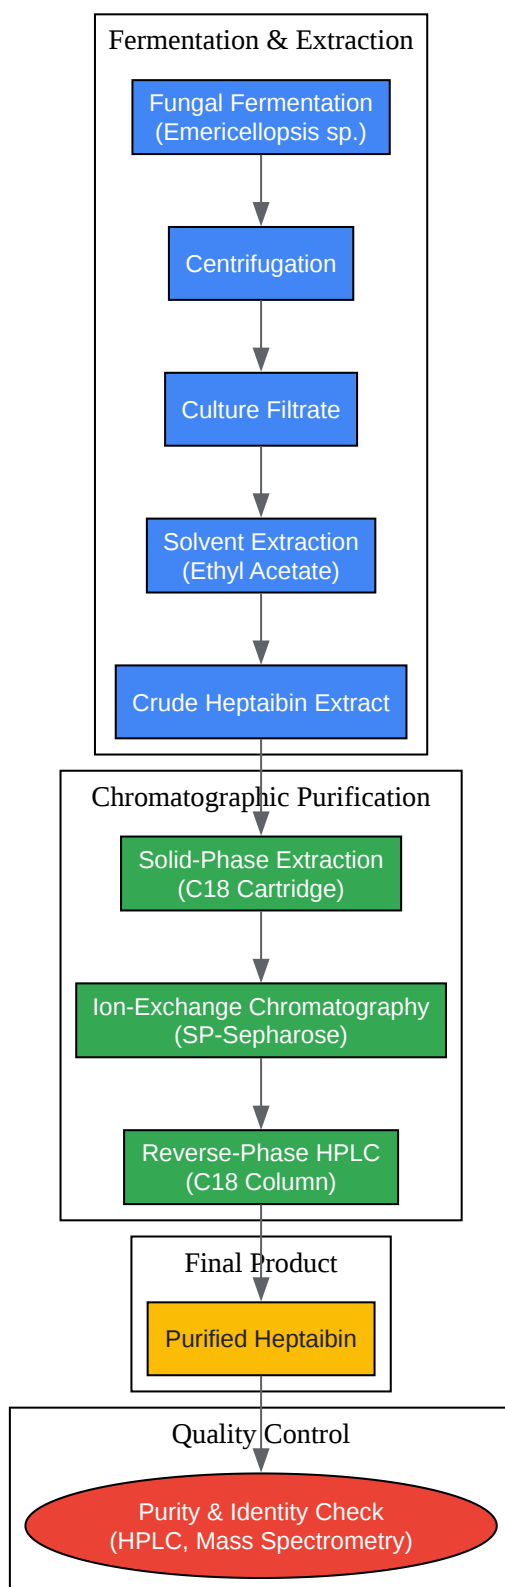 Fermentation & Extraction
Fungal Fermentation
(Emericellopsis sp.)
Centrifugation
Culture Filtrate
Solvent Extraction
(Ethyl Acetate)
Crude Heptaibin Extract
Chromatographic Purification
Solid-Phase Extraction
(C18 Cartridge)
Ion-Exchange Chromatography
(SP-Sepharose)
Reverse-Phase HPLC
(C18 Column)
Final Product
Purified Heptaibin
Quality Control
Purity & Identity Check
(HPLC, Mass Spectrometry)